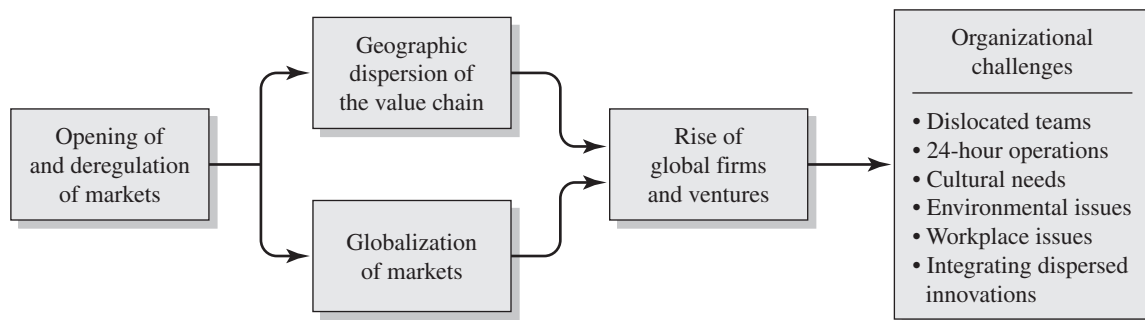 Opening of
and deregulation
of markets
Geographic
dispersion of
the value chain
Globalization
of markets
Rise of
global firms
and ventures
Organizational
challenges
• Dislocated teams
• 24-hour operations
• Cultural needs
• Environmental issues
• Workplace issues
• Integrating dispersed
innovations